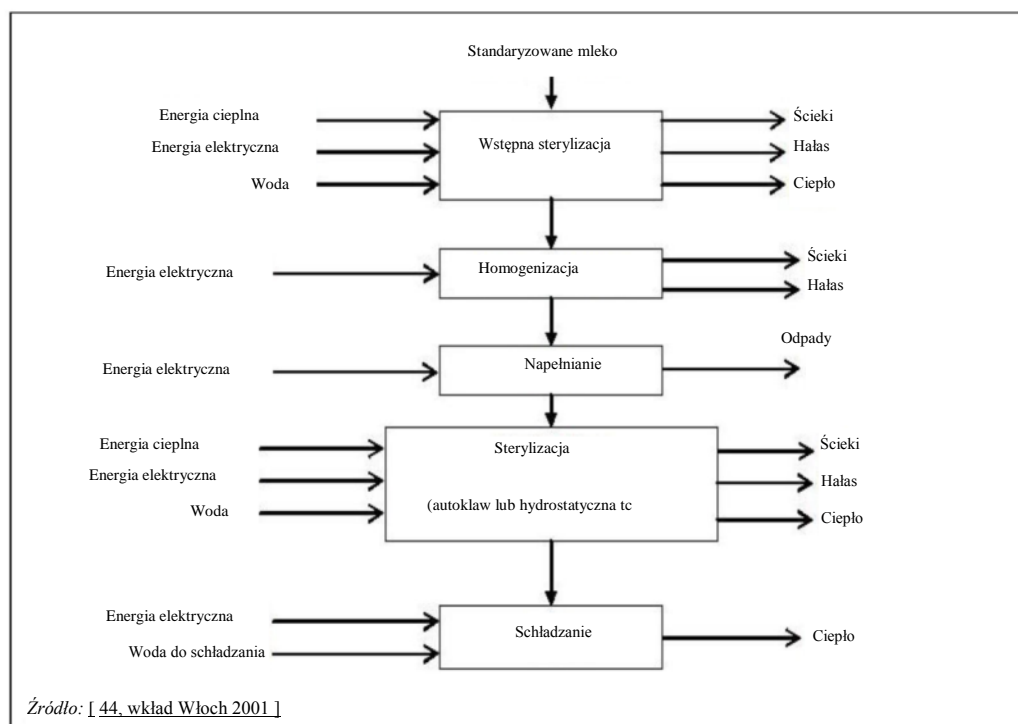 Standaryzowane mleko
Energia cieplna
Energia elektryczna
Woda
Wstępna sterylizacja
Ścieki
Hałas
Ciepło
Energia elektryczna
Homogenizacja
Ścieki
Hałas
Energia elektryczna
Napełnianie
Odpady
Energia cieplna
Energia elektryczna
Woda
Sterylizacja
(autoklaw lub hydrostatyczna tc
Ścieki
Hałas
Ciepło
Energia elektryczna
Woda do schładzania
Schładzanie
Ciepło
Źródło: [ 44, wkład Włoch 2001 ]